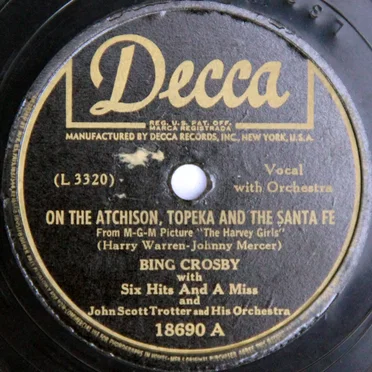 Decca
REG. U.S. PAT. OFF.
MARCA REGISTRADA
MANUFACTURED BY DECCA RECORDS, INC., NEW YORK, U.S.A.
(L 3320)
Vocal
with Orchestra
ON THE ATCHISON, TOPEKA AND THE SANTA FE
From M-G-M Picture "The Harvey Girls"
(Harry Warren-Johnny Mercer)
BING CROSBY
with
Six Hits And A Miss
and
John Scott Trotter and His Orchestra
18690 A